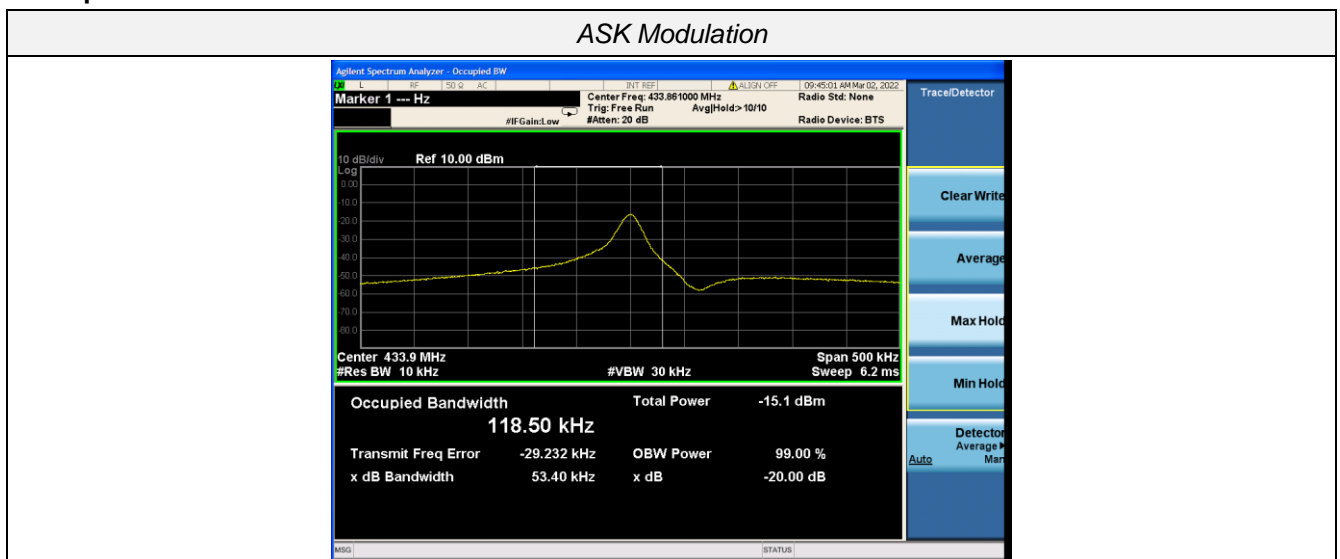 ASK Modulation
Agilent Spectrum Analyzer - Occupied BW
L RF 50 Ω AC INT REF ALIGN OFF 09:45:01 AM Mar 02, 2022
Marker 1 --- Hz Center Freq: 433.861000 MHz Radio Std: None Trace/Detector
Trig: Free Run Avg|Hold:> 10/10
#IFGain:Low #Atten: 20 dB Radio Device: BTS
10 dB/div Ref 10.00 dBm
Log
0.00
-10.0
-20.0
-30.0
-40.0
-50.0
-60.0
-70.0
-80.0
Center 433.9 MHz Span 500 kHz
#Res BW 10 kHz #VBW 30 kHz Sweep 6.2 ms
Occupied Bandwidth Total Power -15.1 dBm
118.50 kHz
Transmit Freq Error -29.232 kHz OBW Power 99.00 %
x dB Bandwidth 53.40 kHz x dB -20.00 dB
MSG STATUS
Clear Write
Average
Max Hold
Min Hold
Detector
Average
Auto Man